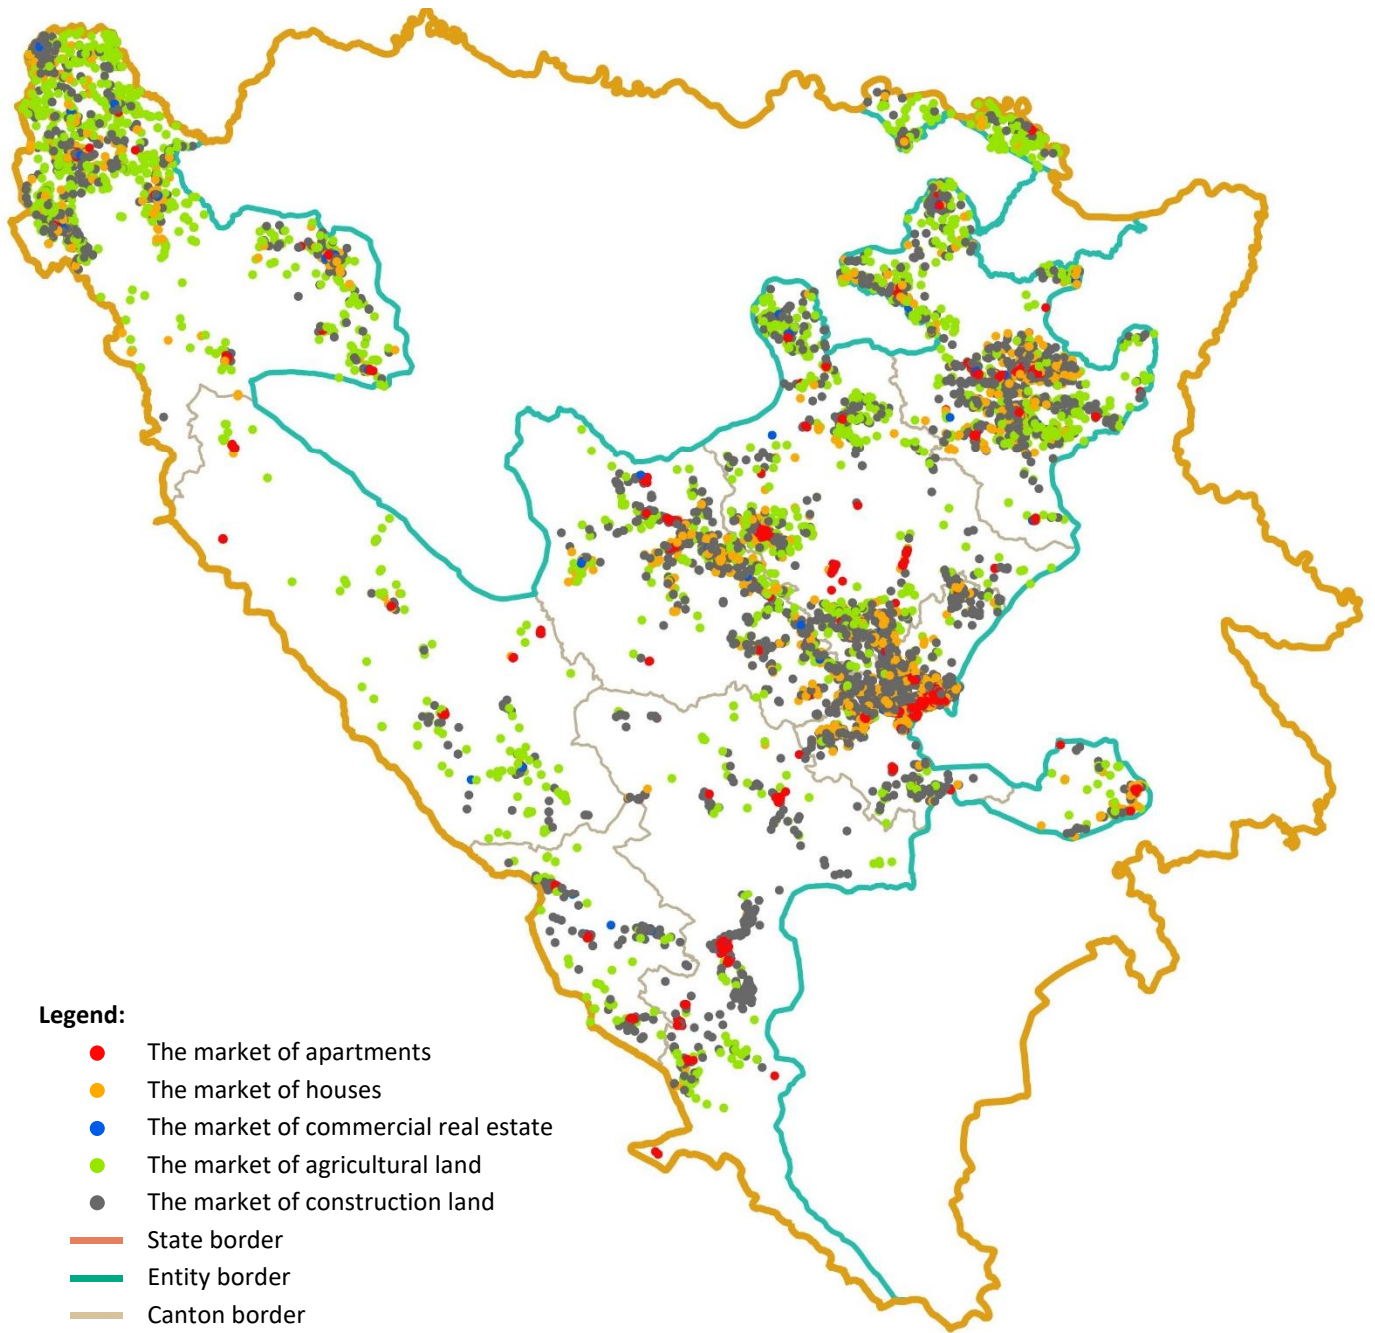 Legend:
The market of apartments
The market of houses
The market of commercial real estate
The market of agricultural land
The market of construction land
State border
Entity border
Canton border